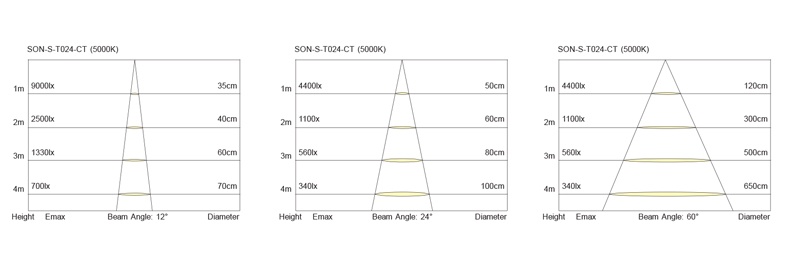 SON-S-T024-CT (5000K)
1m 9000lx 35cm
2m 2500lx 40cm
3m 1330lx 60cm
4m 700lx 70cm
Height Emax Beam Angle: 12° Diameter
SON-S-T024-CT (5000K)
1m 4400lx 50cm
2m 1100x 60cm
3m 560lx 80cm
4m 340lx 100cm
Height Emax Beam Angle: 24° Diameter
SON-S-T024-CT (5000K)
1m 4400lx 120cm
2m 1100x 300cm
3m 560lx 500cm
4m 340lx 650cm
Height Emax Beam Angle: 60° Diameter